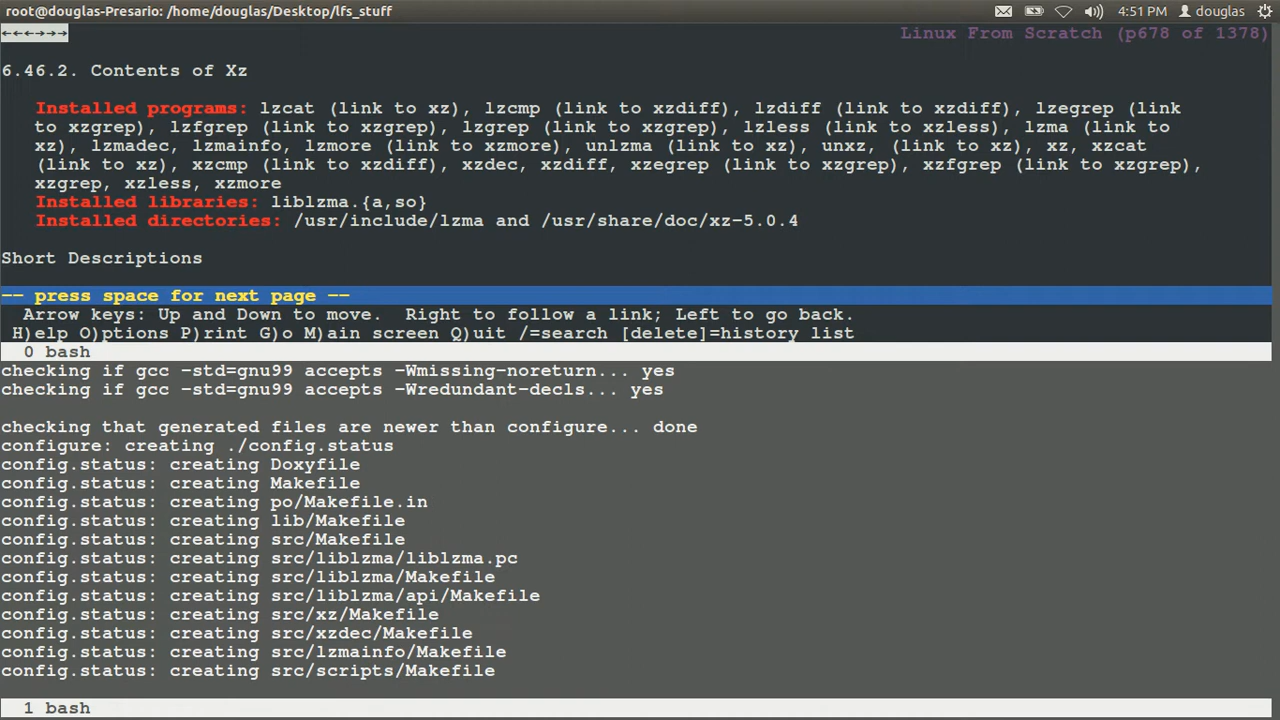 root@douglas-Presario: /home/douglas/Desktop/lfs_stuff 4:51 PM douglas
←←←→→→ Linux From Scratch (p678 of 1378)
6.46.2. Contents of Xz
Installed programs: lzcat (link to xz), lzcmp (link to xzdiff), lzdiff (link to xzdiff), lzegrep (link
to xzgrep), lzfgrep (link to xzgrep), lzgrep (link to xzgrep), lzless (link to xzless), lzma (link to
xz), lzmadec, lzmainfo, lzmore (link to xzmore), unlzma (link to xz), unxz, (link to xz), xz, xzcat
(link to xz), xzcmp (link to xzdiff), xzdec, xzdiff, xzegrep (link to xzgrep), xzfgrep (link to xzgrep),
xzgrep, xzless, xzmore
Installed libraries: liblzma.{a,so}
Installed directories: /usr/include/lzma and /usr/share/doc/xz-5.0.4
Short Descriptions
-- press space for next page --
Arrow keys: Up and Down to move. Right to follow a link; Left to go back.
H)elp O)ptions P)rint G)o M)ain screen Q)uit /=search [delete]=history list
0 bash
checking if gcc -std=gnu99 accepts -Wmissing-noreturn... yes
checking if gcc -std=gnu99 accepts -Wredundant-decls... yes
checking that generated files are newer than configure... done
configure: creating ./config.status
config.status: creating Doxyfile
config.status: creating Makefile
config.status: creating po/Makefile.in
config.status: creating lib/Makefile
config.status: creating src/Makefile
config.status: creating src/liblzma/liblzma.pc
config.status: creating src/liblzma/Makefile
config.status: creating src/liblzma/api/Makefile
config.status: creating src/xz/Makefile
config.status: creating src/xzdec/Makefile
config.status: creating src/lzmainfo/Makefile
config.status: creating src/scripts/Makefile
1 bash